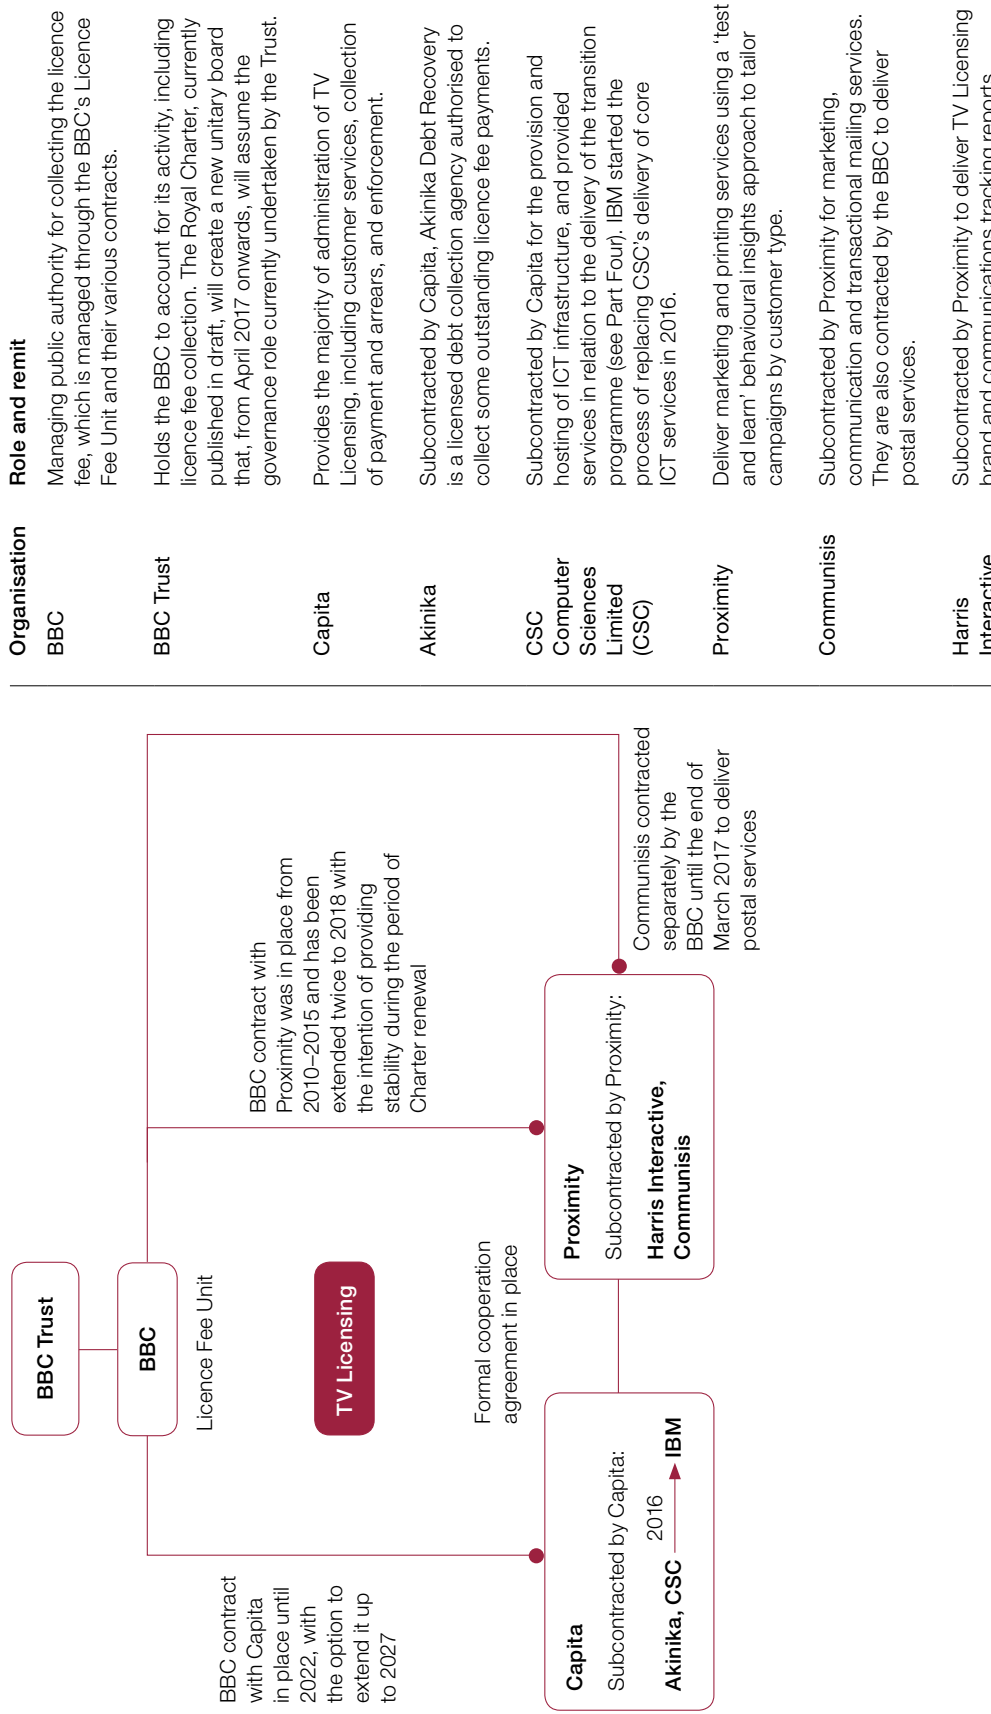 BBC Trust
BBC
Licence Fee Unit
TV Licensing
BBC contract
with Capita
in place until
2022, with
the option to
extend it up
to 2027
BBC contract with
Proximity was in place from
2010–2015 and has been
extended twice to 2018 with
the intention of providing
stability during the period of
Charter renewal
Formal cooperation
agreement in place
Capita
Subcontracted by Capita:
2016
Akinika, CSC IBM
Proximity
Subcontracted by Proximity:
Harris Interactive,
Communisis
Communisis contracted
separately by the
BBC until the end of
March 2017 to deliver
postal services
Organisation Role and remit
BBC Managing public authority for collecting the licence
fee, which is managed through the BBC's Licence
Fee Unit and their various contracts.
BBC Trust Holds the BBC to account for its activity, including
licence fee collection. The Royal Charter, currently
published in draft, will create a new unitary board
that, from April 2017 onwards, will assume the
governance role currently undertaken by the Trust.
Capita Provides the majority of administration of TV
Licensing, including customer services, collection
of payment and arrears, and enforcement.
Akinika Subcontracted by Capita, Akinika Debt Recovery
is a licensed debt collection agency authorised to
collect some outstanding licence fee payments.
CSC Subcontracted by Capita for the provision and
Computer hosting of ICT infrastructure, and provided
Sciences services in relation to the delivery of the transition
Limited programme (see Part Four). IBM started the
(CSC) process of replacing CSC's delivery of core
ICT services in 2016.
Proximity Deliver marketing and printing services using a 'test
and learn' behavioural insights approach to tailor
campaigns by customer type.
Communisis Subcontracted by Proximity for marketing,
communication and transactional mailing services.
They are also contracted by the BBC to deliver
postal services.
Harris Subcontracted by Proximity to deliver TV Licensing
Interactive brand and communications tracking reports